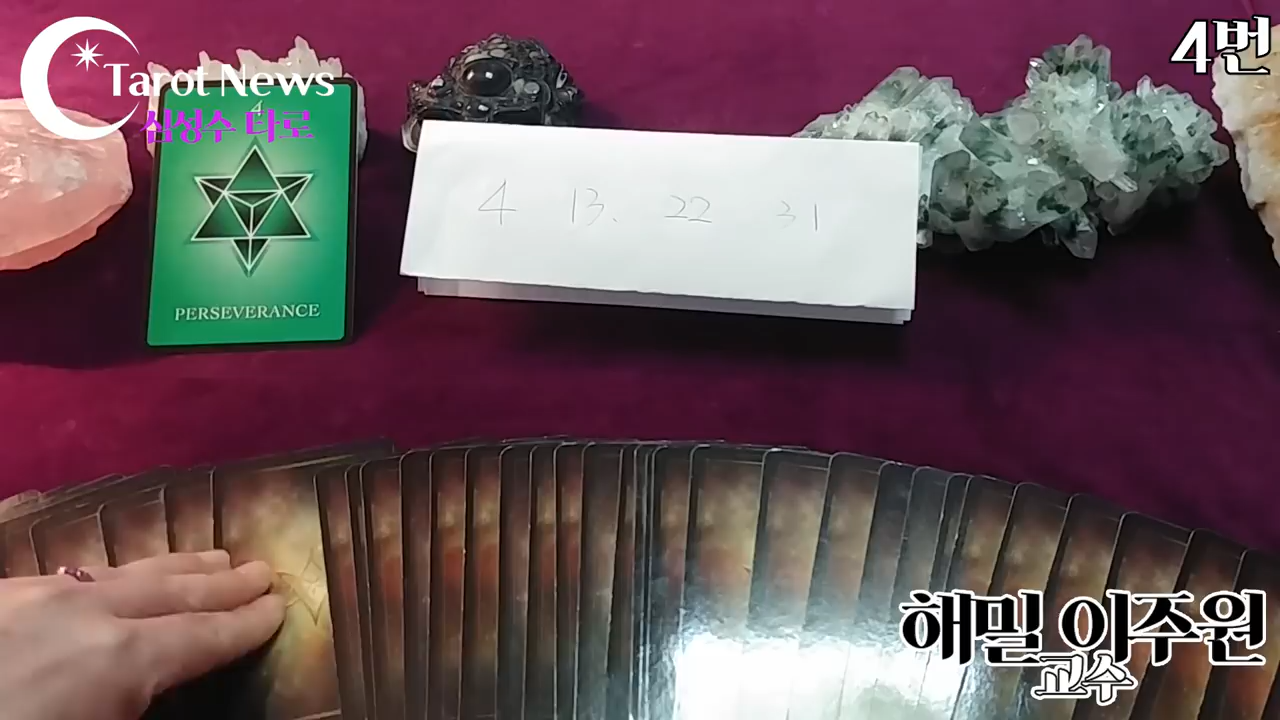 4번
Tarot News
심성수 타로
4
PERSEVERANCE
4 13. 22 31
해밀 이주원
교수